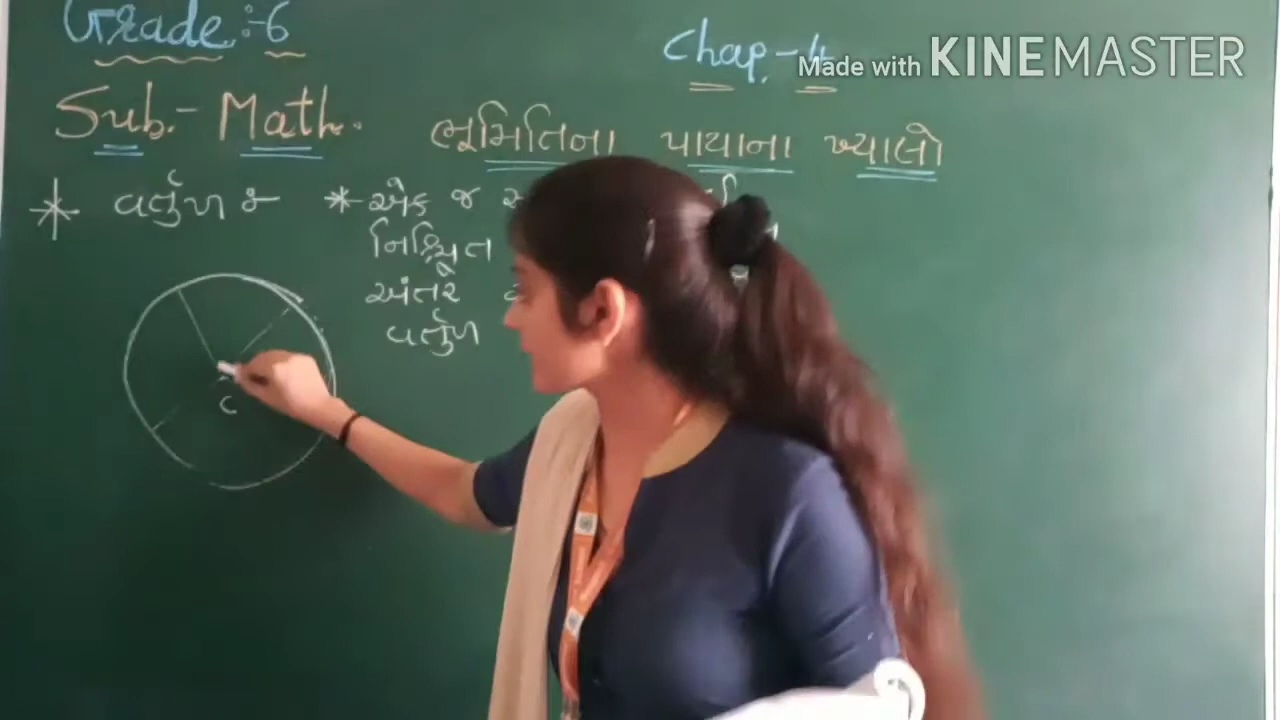 Grade :- 6
Chap. - 4
Made with KINEMASTER
Sub. - Math.
ભૂમિતિના પાયાના ખ્યાલો
* વર્તુળ :-
* એક જ
નિશ્ચિત
અંતરે
વર્તુળ
C